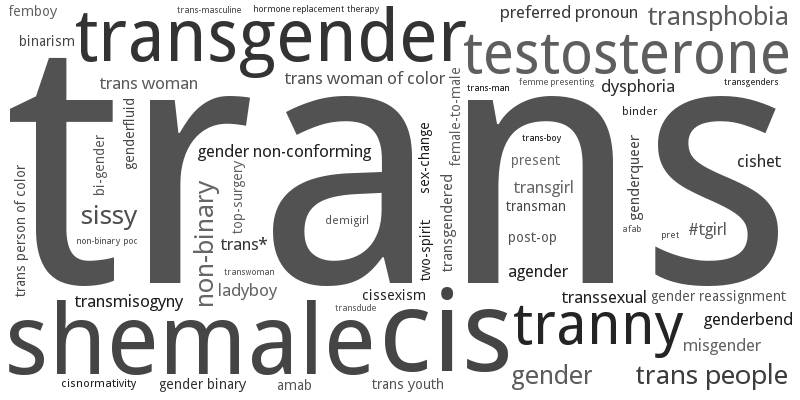 femboy
trans-masculine
hormone replacement therapy
preferred pronoun
transphobia
binarism
transgender
testosterone
trans woman
trans woman of color
female-to-male
trans-man
femme presenting
dysphoria
transgenders
trans
genderfluid
bi-gender
gender non-conforming
sex-change
trans-boy
binder
genderqueer
cishet
present
transgirl
transman
trans person of color
sissy
non-binary
top-surgery
demigirl
two-spirit
transgendered
post-op
afab
pret
#tgirl
non-binary poc
trans*
transwoman
agender
ladyboy
transmisogyny
cissexism
transsexual
gender reassignment
shemale
transdude
cis
tranny
genderbend
misgender
cisnormativity
gender binary
amab
trans youth
gender
trans people